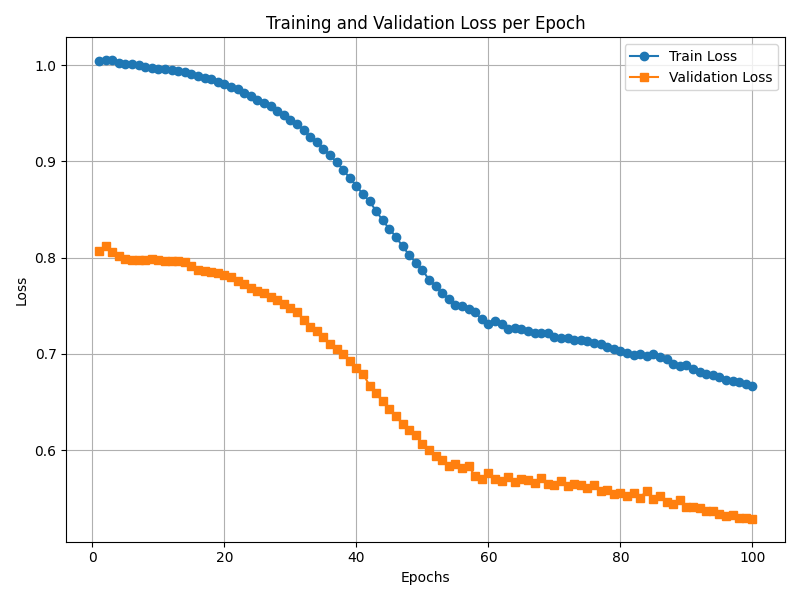 Training and Validation Loss per Epoch
Train Loss
Validation Loss
1.0
0.9
0.8
0.7
0.6
Loss
0 20 40 60 80 100
Epochs